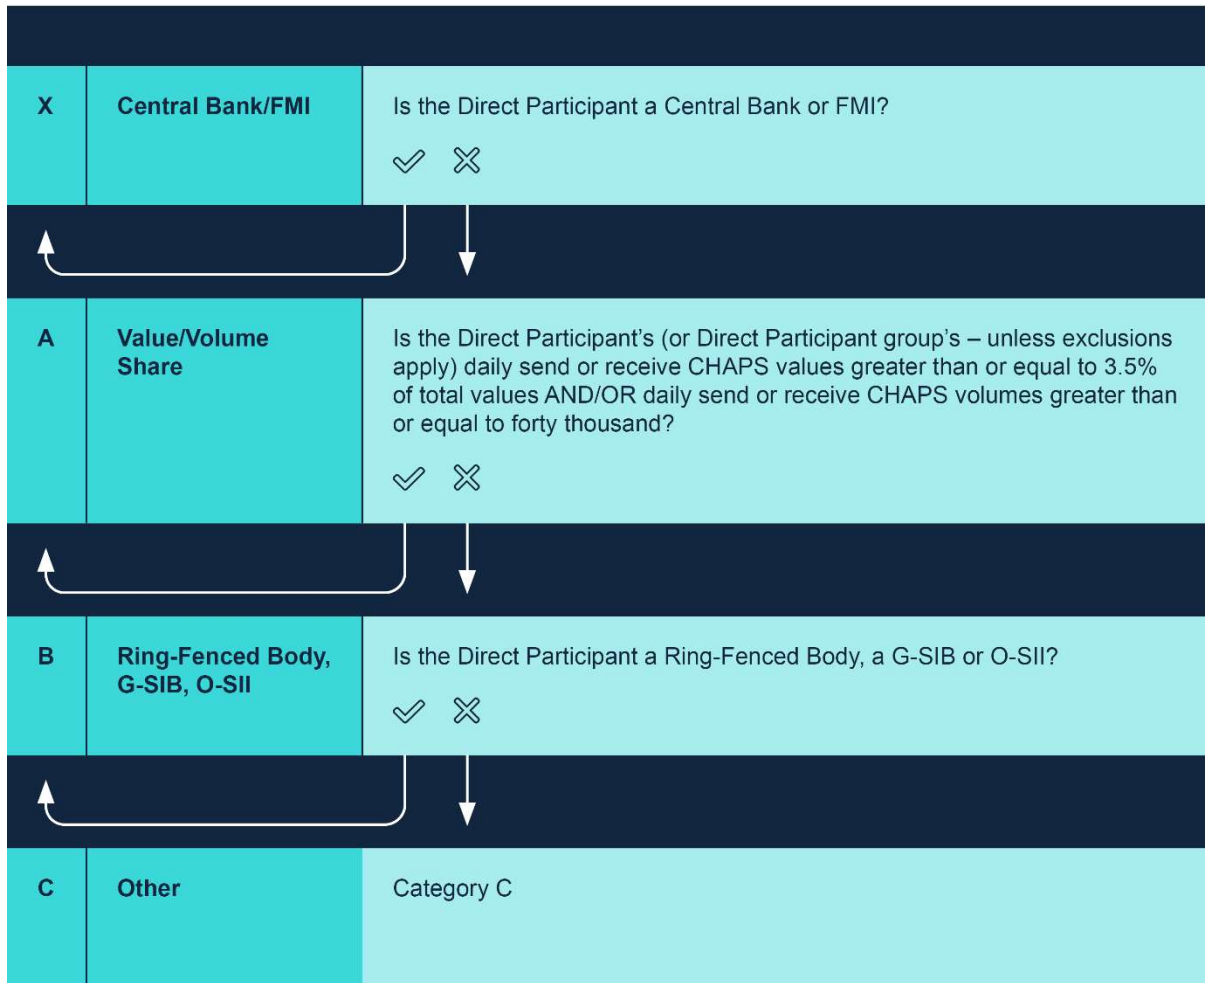 X
Central Bank/FMI
Is the Direct Participant a Central Bank or FMI?
A
Value/Volume
Share
Is the Direct Participant’s (or Direct Participant group’s – unless exclusions
apply) daily send or receive CHAPS values greater than or equal to 3.5%
of total values AND/OR daily send or receive CHAPS volumes greater than
or equal to forty thousand?
B
Ring-Fenced Body,
G-SIB, O-SII
Is the Direct Participant a Ring-Fenced Body, a G-SIB or O-SII?
C
Other
Category C